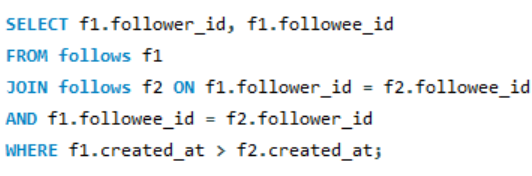 SELECT f1.follower_id, f1.followee_id
FROM follows f1
JOIN follows f2 ON f1.follower_id = f2.followee_id
AND f1.followee_id = f2.follower_id
WHERE f1.created_at > f2.created_at;